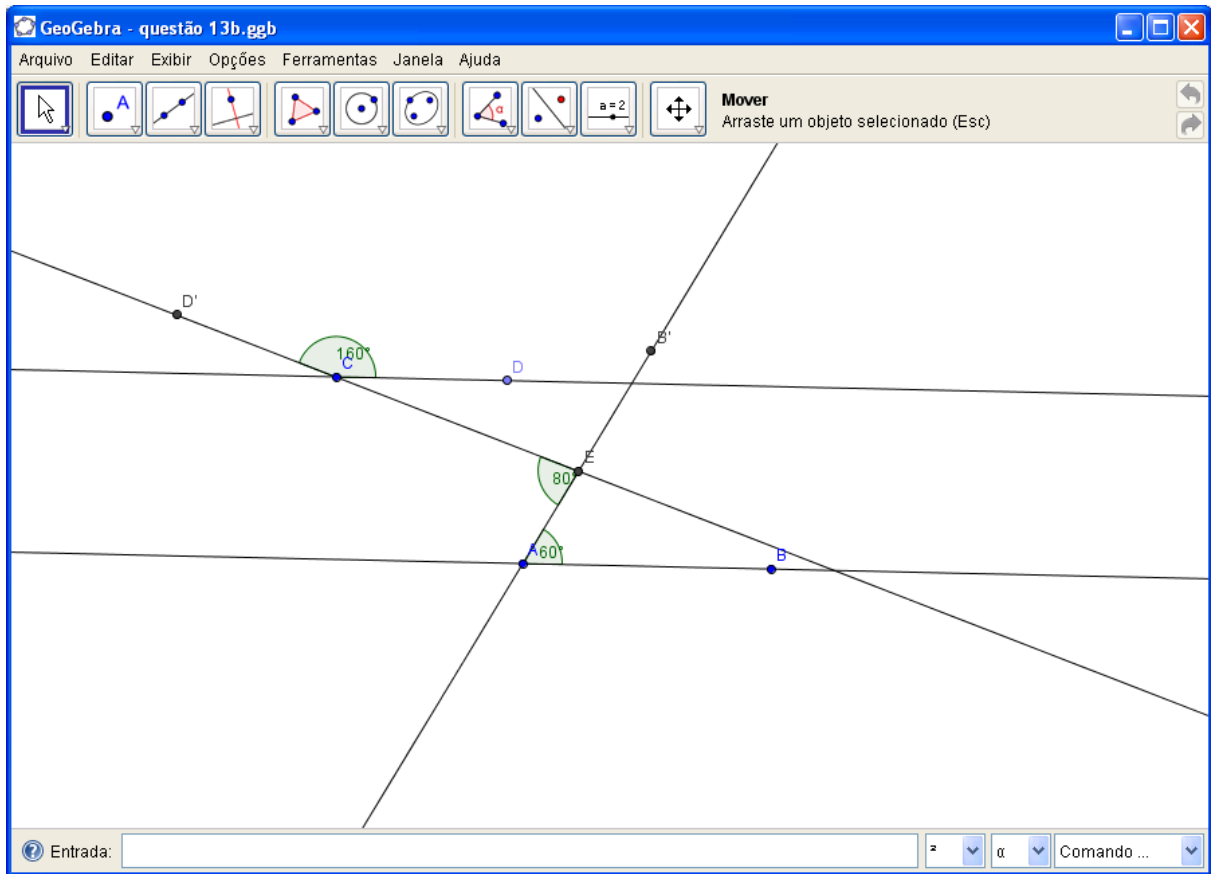 GeoGebra - questão 13b.ggb
Arquivo Editar Exibir Opções Ferramentas Janela Ajuda
A
α
a=2
Mover
Arraste um objeto selecionado (Esc)
D'
B'
160°
C
D
E
80°
A
60°
B
Entrada:
²
α
Comando ...